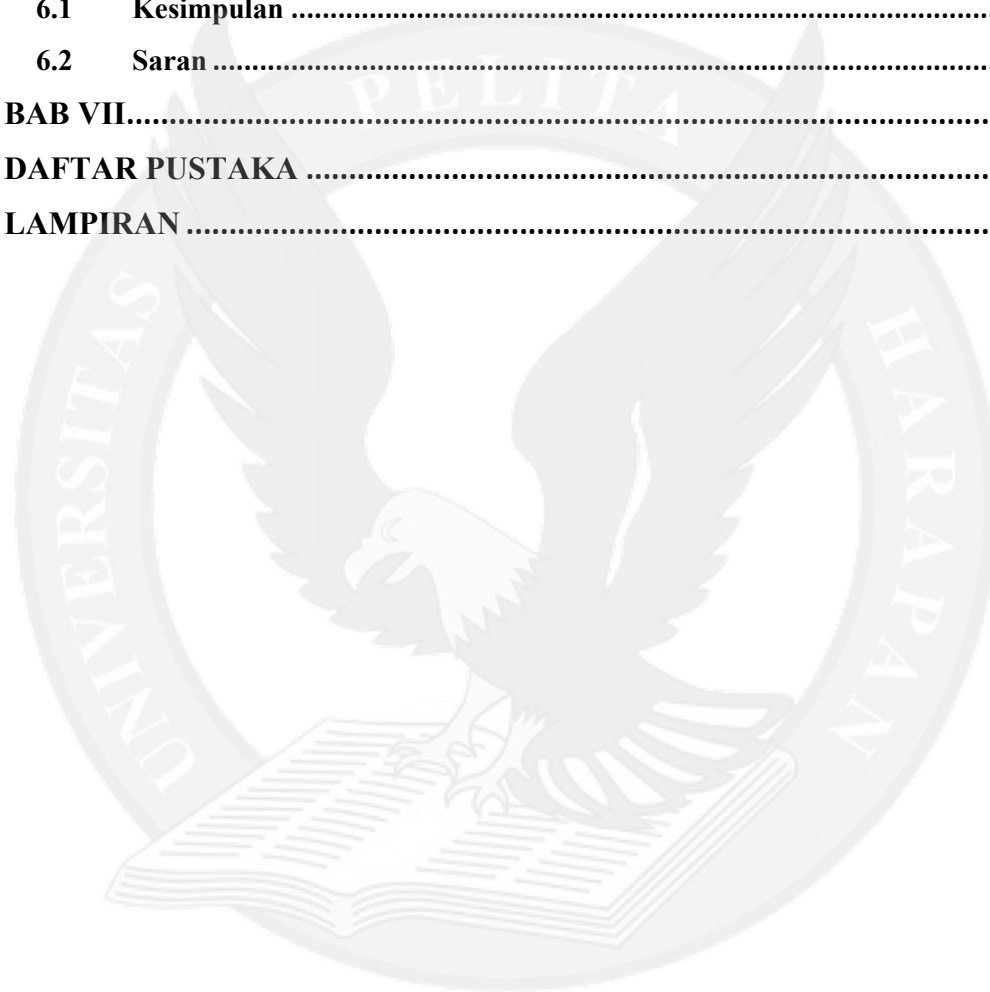 6.1 Kesimpulan ....................................................................................................
6.2 Saran ....................................................................................................
BAB VII....................................................................................................
DAFTAR PUSTAKA ....................................................................................................
LAMPIRAN ....................................................................................................
UNIVERSITAS PELITA HARAPAN